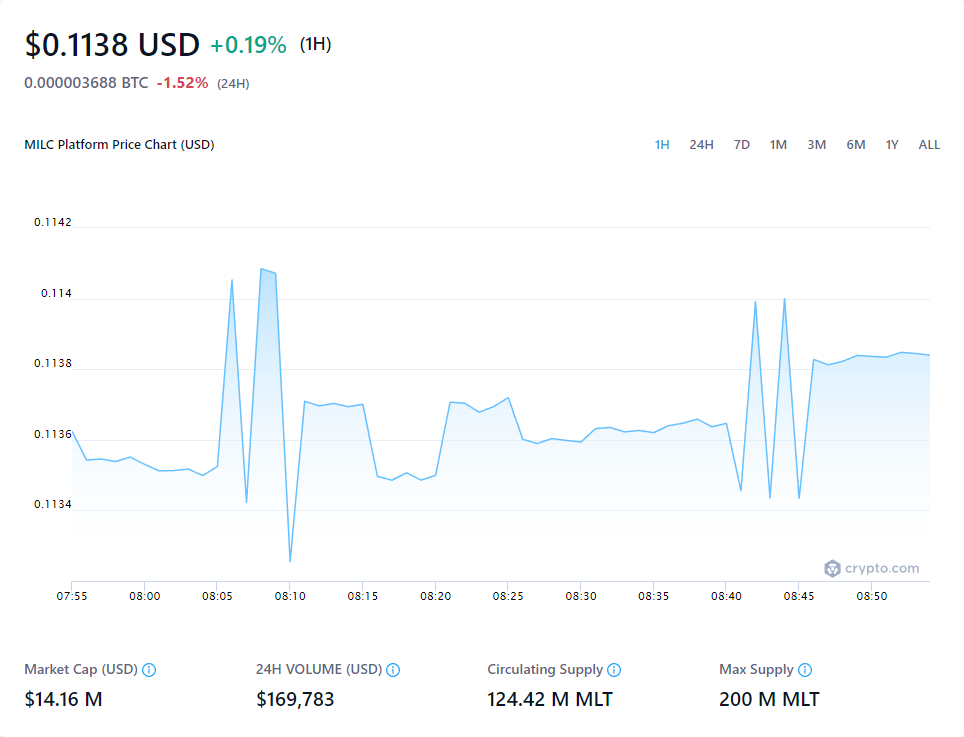 $0.1138 USD +0.19% (1H)
0.000003688 BTC -1.52% (24H)
MILC Platform Price Chart (USD)
1H 24H 7D 1M 3M 6M 1Y ALL
0.1142
0.114
0.1138
0.1136
0.1134
crypto.com
07:55 08:00 08:05 08:10 08:15 08:20 08:25 08:30 08:35 08:40 08:45 08:50
Market Cap (USD) 24H VOLUME (USD) Circulating Supply Max Supply
$14.16 M $169,783 124.42 M MLT 200 M MLT